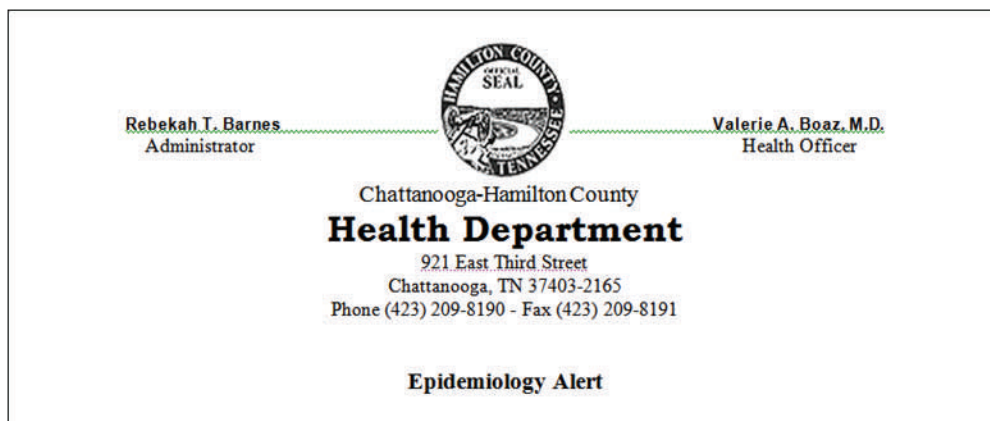 HAMILTON COUNTY
OFFICIAL
SEAL
TENNESSEE
Rebekah T. Barnes
Administrator
Valerie A. Boaz, M.D.
Health Officer
Chattanooga-Hamilton County
Health Department
921 East Third Street
Chattanooga, TN 37403-2165
Phone (423) 209-8190 - Fax (423) 209-8191
Epidemiology Alert